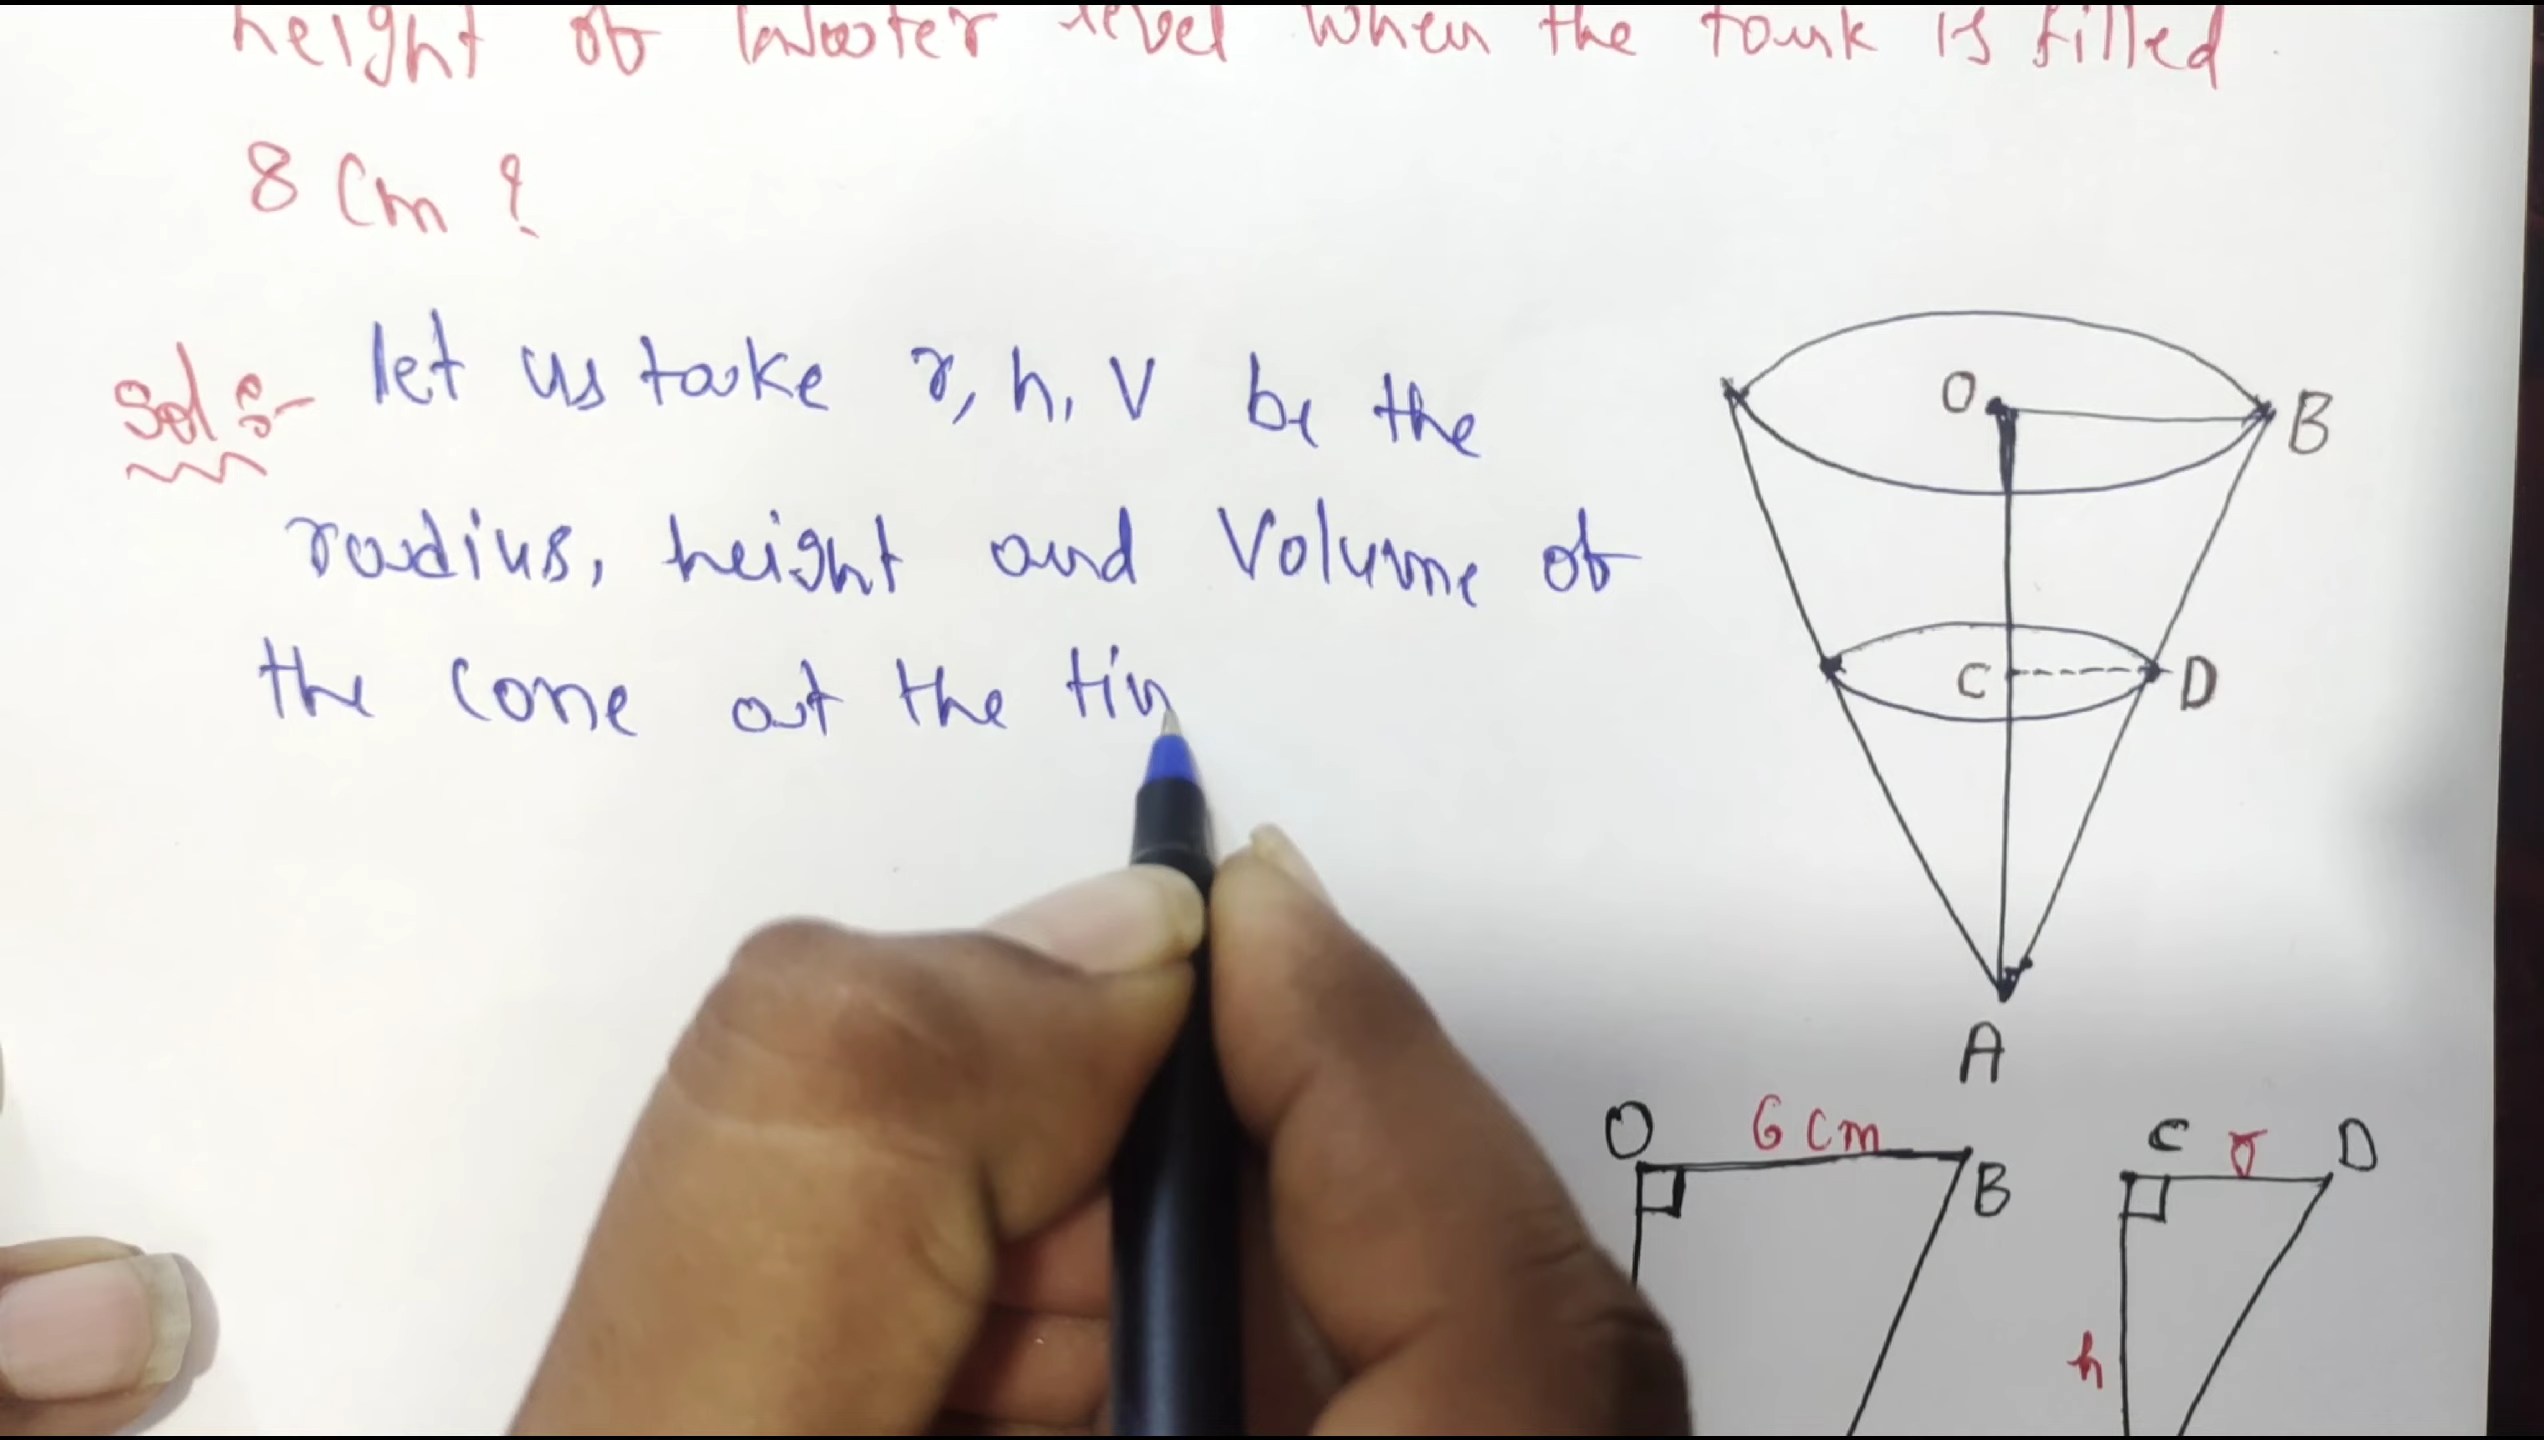 height of water level when the tank is filled
8 cm ?
Sol :- let us take r, h, V be the
radius, height and Volume of
the cone at the tim
O
B
C
D
A
O 6 cm B
C r D
h